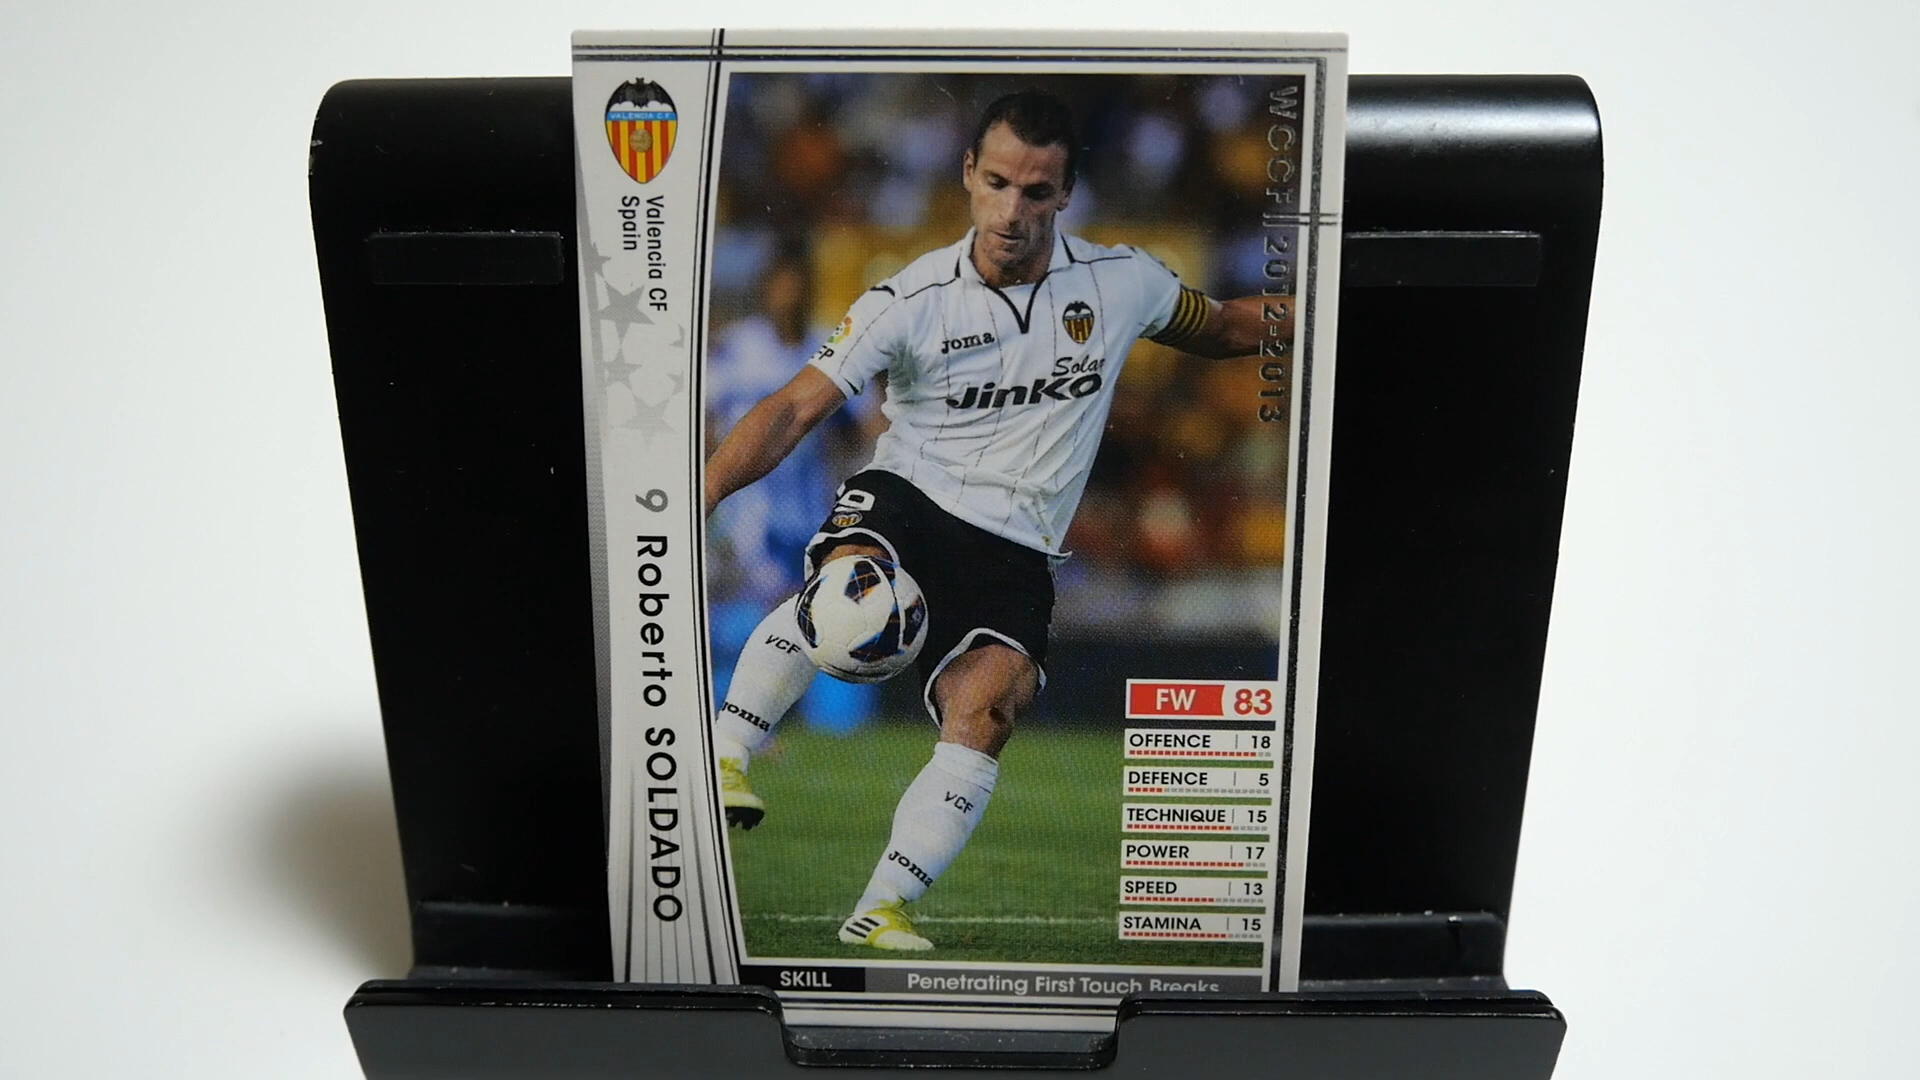 VALENCIA C.F
Valencia CF
Spain
9 Roberto SOLDADO
WCCF 2012-2013
joma
Solar
JinKO
9
VCF
joma
VCF
joma
FW 83
OFFENCE 18
DEFENCE 5
TECHNIQUE 15
POWER 17
SPEED 13
STAMINA 15
SKILL Penetrating First Touch Breaks